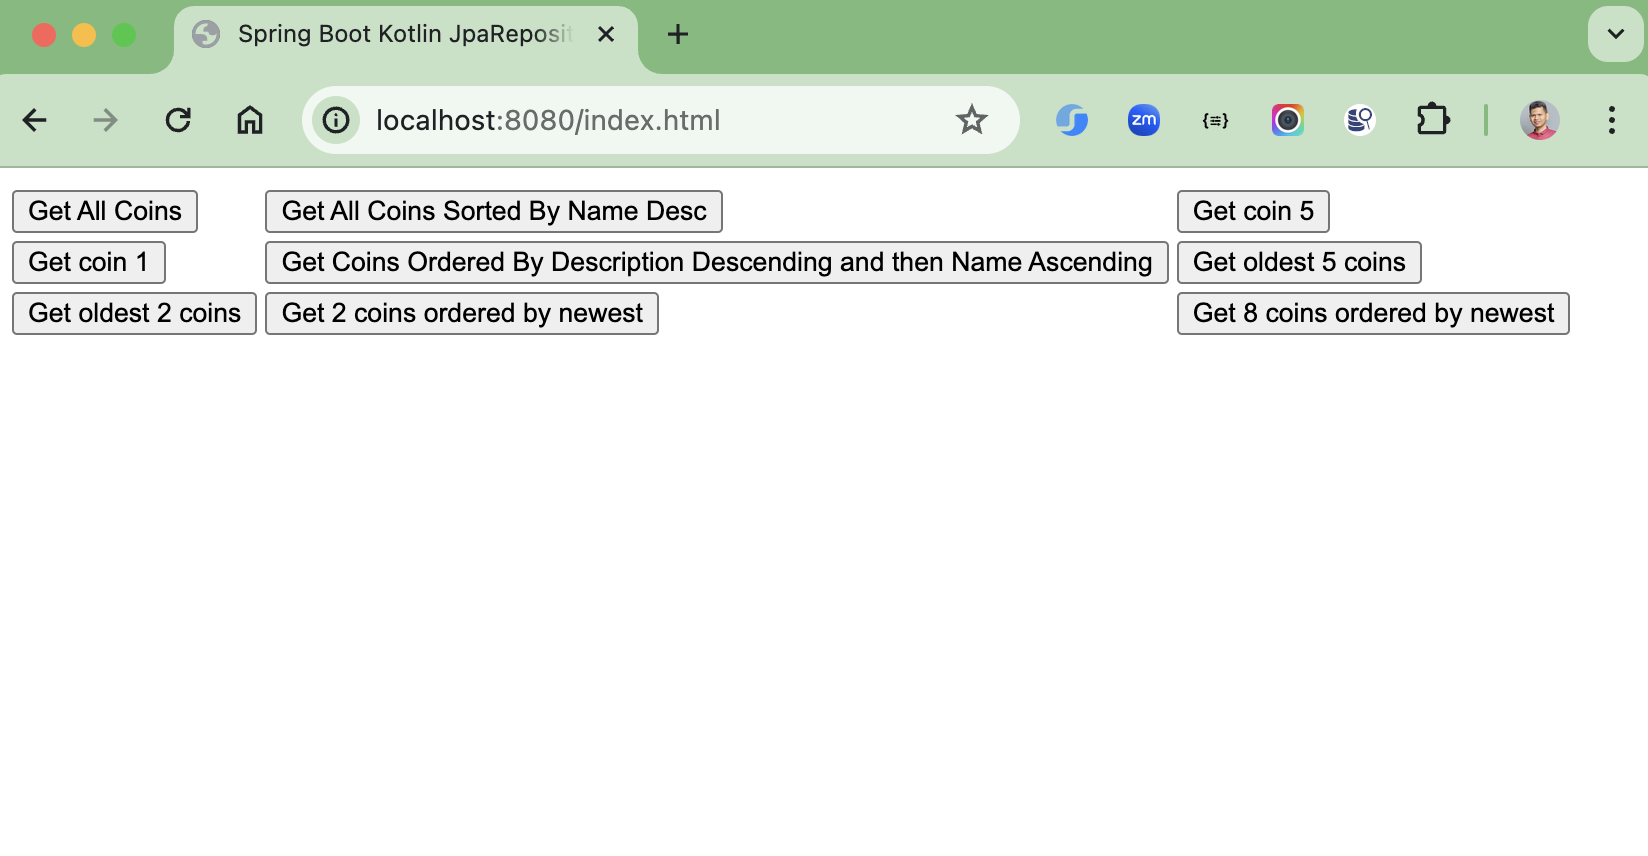 Spring Boot Kotlin JpaReposit
localhost:8080/index.html
zm
Get All Coins Get All Coins Sorted By Name Desc Get coin 5
Get coin 1 Get Coins Ordered By Description Descending and then Name Ascending Get oldest 5 coins
Get oldest 2 coins Get 2 coins ordered by newest Get 8 coins ordered by newest